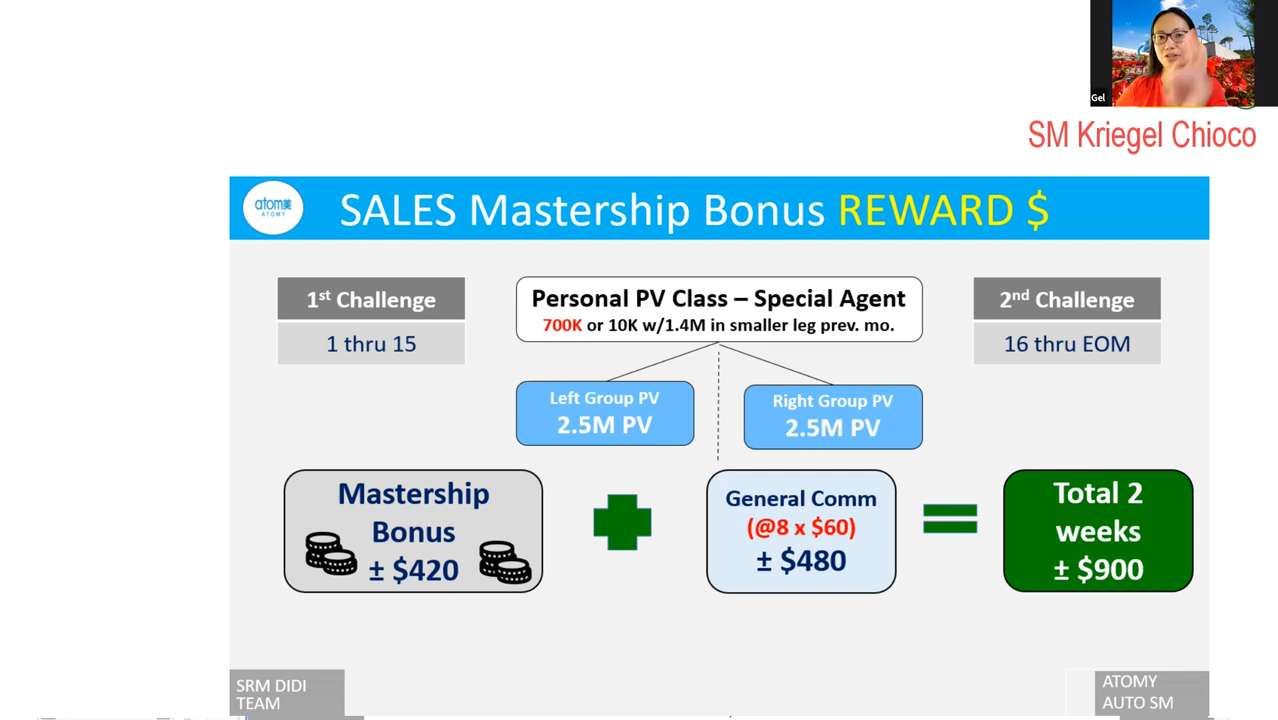 Gel
SM Kriegel Chioco
atom美
ATOMY
SALES Mastership Bonus REWARD $
1st Challenge
1 thru 15
Personal PV Class – Special Agent
700K or 10K w/1.4M in smaller leg prev. mo.
2nd Challenge
16 thru EOM
Left Group PV
2.5M PV
Right Group PV
2.5M PV
Mastership
Bonus
± $420
General Comm
(@8 x $60)
± $480
Total 2
weeks
± $900
SRM DIDI
TEAM
ATOMY
AUTO SM